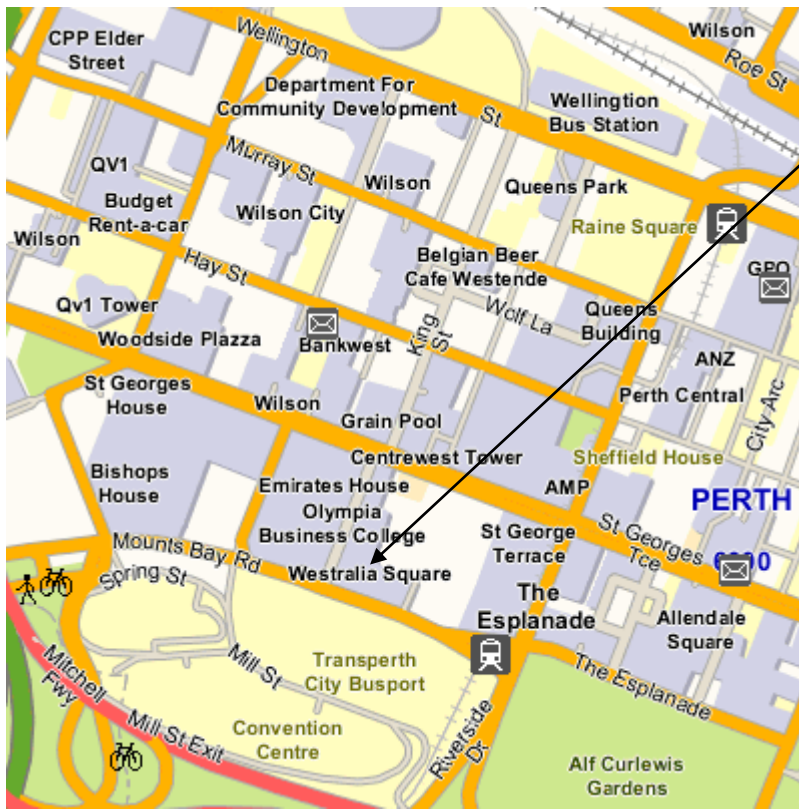 Wellington
St
CPP Elder
Street
Department For
Community Development
Wilson
Roe St
Wellingtion
Bus Station
Murray St
QV1
Budget
Rent-a-car
Wilson
Wilson City
Wilson
Queens Park
Raine Square
GPO
Hay St
Belgian Beer
Cafe Westende
Wolf La
Queens
Building
Qv1 Tower
Woodside Plazza
Bankwest
King
St
ANZ
Perth Central
City Arc
St Georges
House
Wilson
Grain Pool
Centrewest Tower
Sheffield House
Bishops
House
Emirates House
Olympia
Business College
AMP
PERTH
6000
St Georges
Tce
St George
Terrace
Mounts Bay Rd
Spring St
Westralia Square
The
Esplanade
Allendale
Square
Mill St
Transperth
City Busport
The Esplanade
Mitchell
Fwy
Mill St Exit
Convention
Centre
Riverside
Dr
Alf Curlewis
Gardens